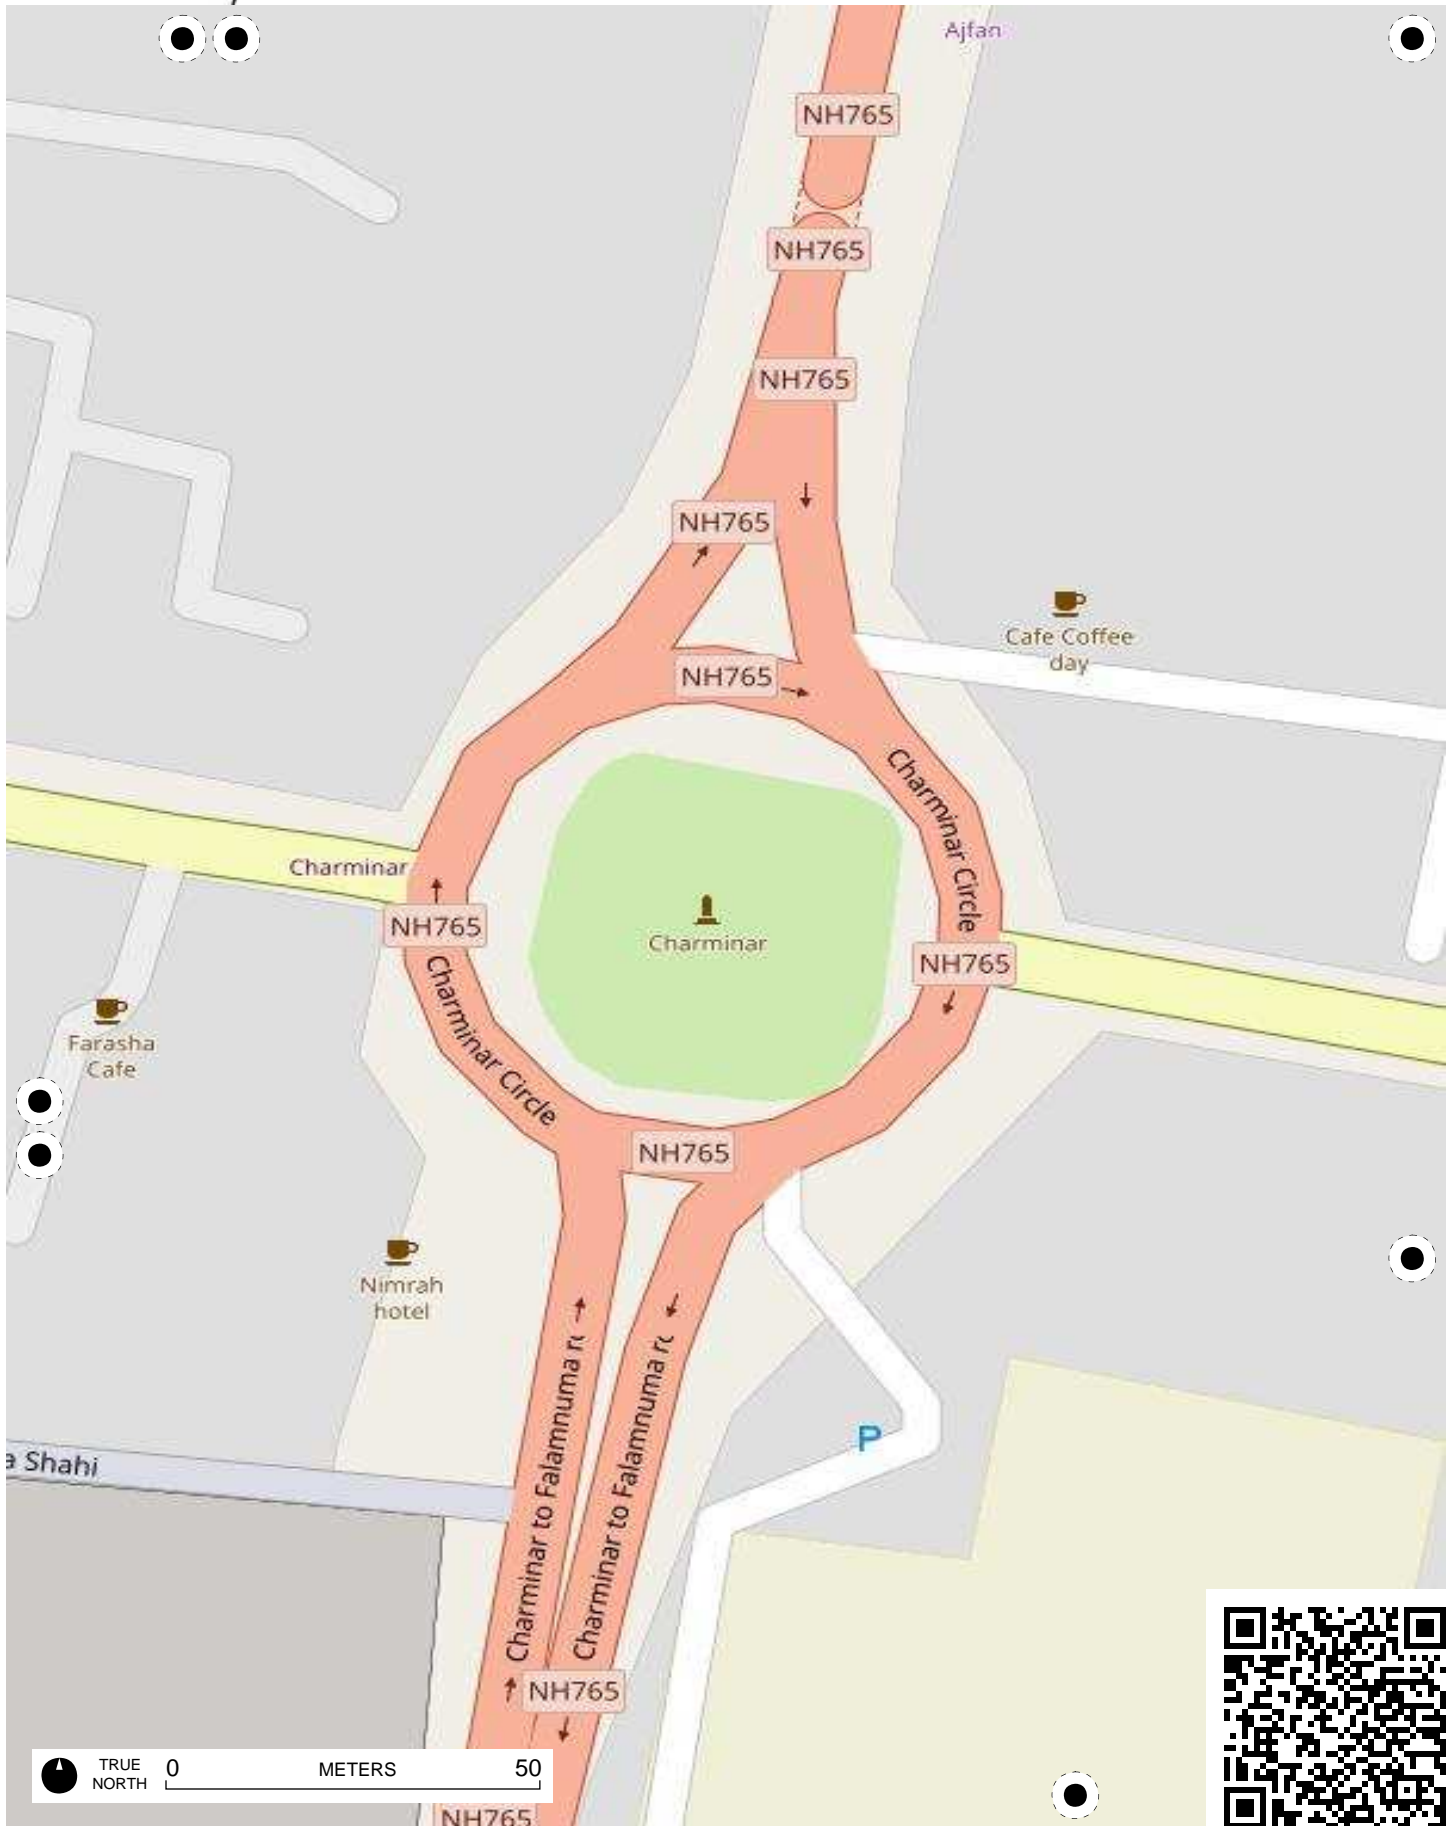 Ajfan
NH765
NH765
NH765
NH765
Cafe Coffee
day
NH765
Charminar Circle
Charminar
NH765
Charminar
NH765
Charminar Circle
Farasha
Cafe
NH765
Nimrah
hotel
Charminar to Falamnuma
Charminar to Falamnuma
P
a Shahi
NH765
TRUE
NORTH
0 METERS 50
NH765